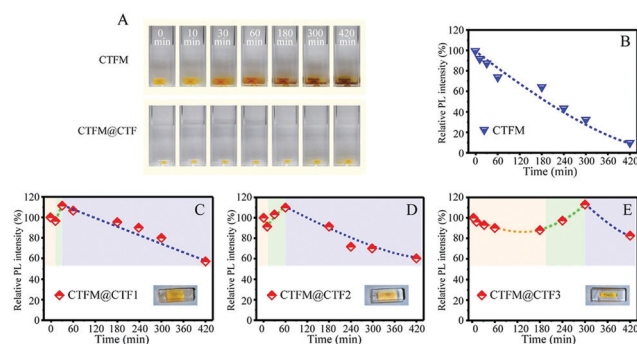 A
CTFM
0 min
10 min
30 min
60 min
180 min
300 min
420 min
CTFM@CTF
B
Relative PL intensity (%)
100
80
60
40
20
0
CTFM
0 60 120 180 240 300 360 420
Time (min)
C
Relative PL intensity (%)
120
100
80
60
40
20
0
CTFM@CTF1
0 60 120 180 240 300 360 420
Time (min)
D
Relative PL intensity (%)
120
100
80
60
40
20
0
CTFM@CTF2
0 60 120 180 240 300 360 420
Time (min)
E
Relative PL intensity (%)
120
100
80
60
40
20
0
CTFM@CTF3
0 60 120 180 240 300 360 420
Time (min)